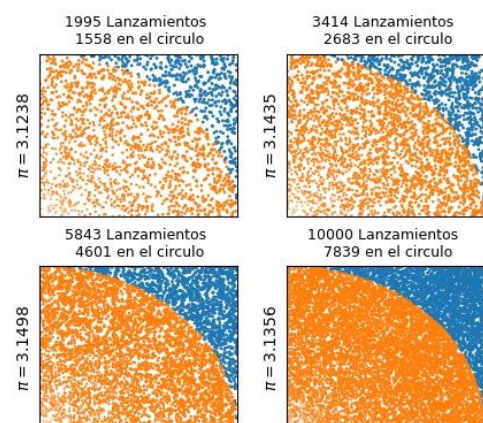 1995 Lanzamientos
1558 en el circulo
π = 3.1238
3414 Lanzamientos
2683 en el circulo
π = 3.1435
5843 Lanzamientos
4601 en el circulo
π = 3.1498
10000 Lanzamientos
7839 en el circulo
π = 3.1356